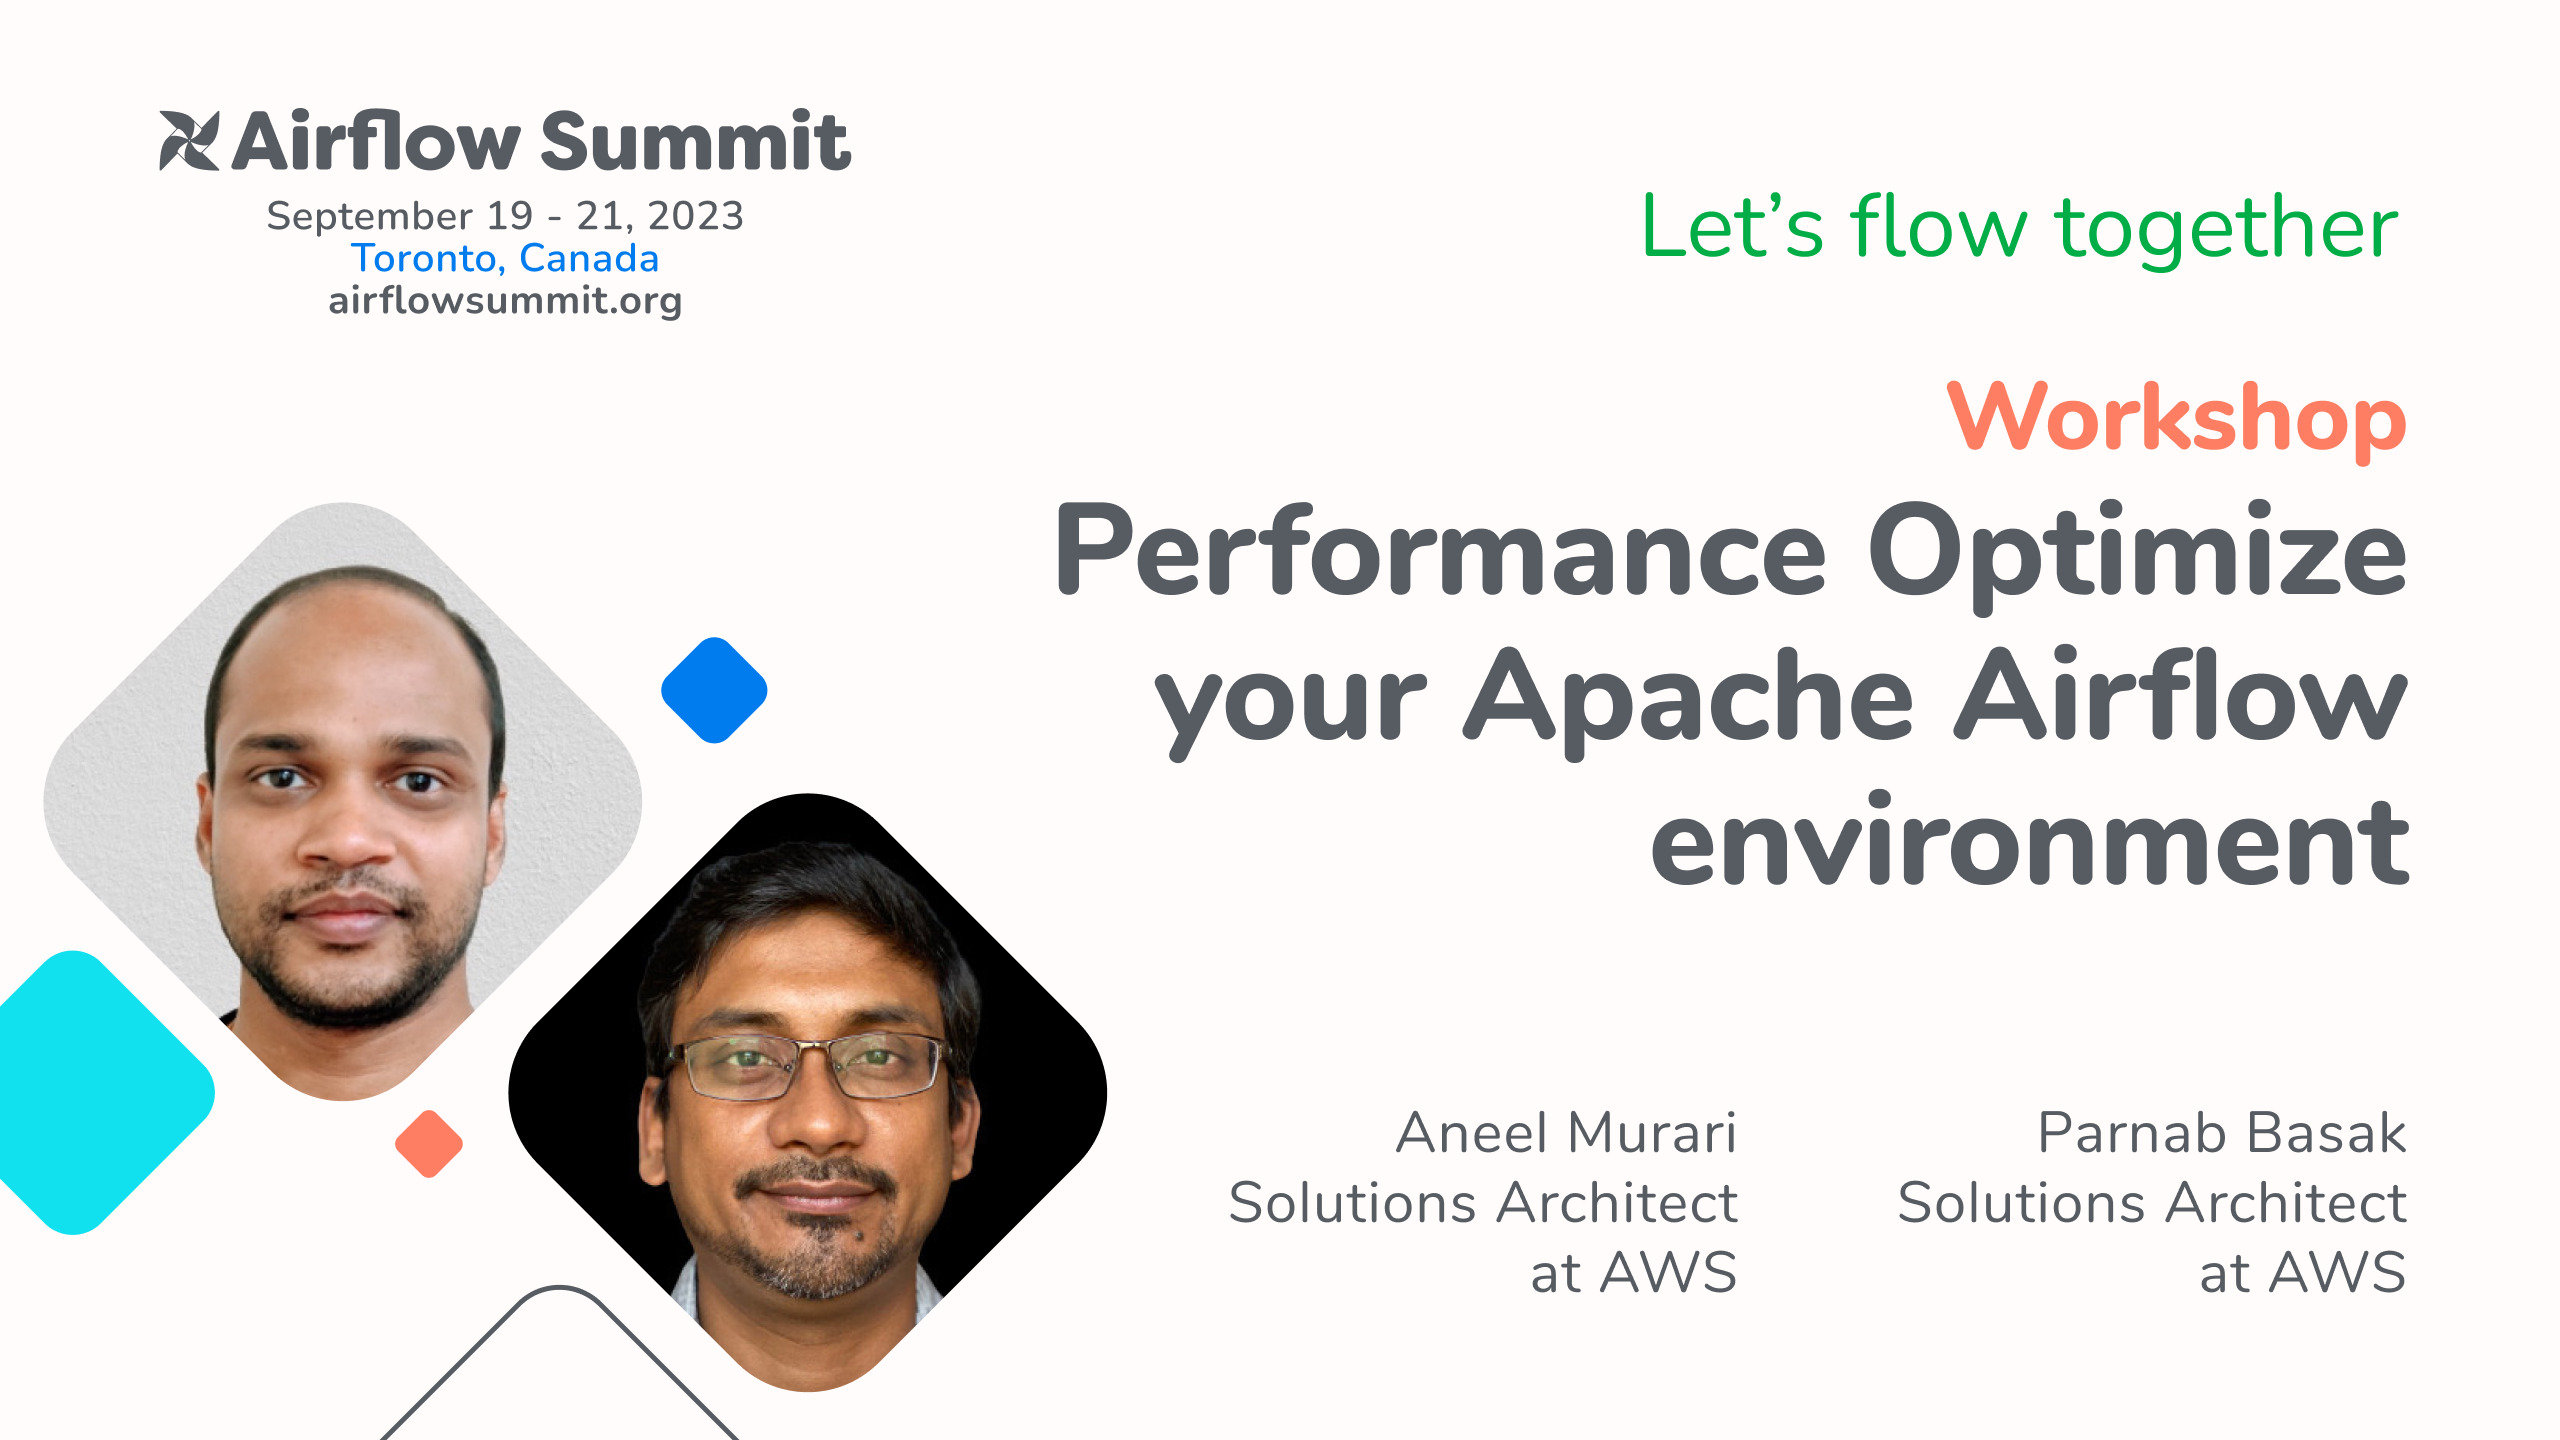 Airflow Summit
September 19 - 21, 2023
Toronto, Canada
airflowsummit.org
Let’s flow together
Workshop
Performance Optimize
your Apache Airflow
environment
Aneel Murari
Solutions Architect
at AWS
Parnab Basak
Solutions Architect
at AWS